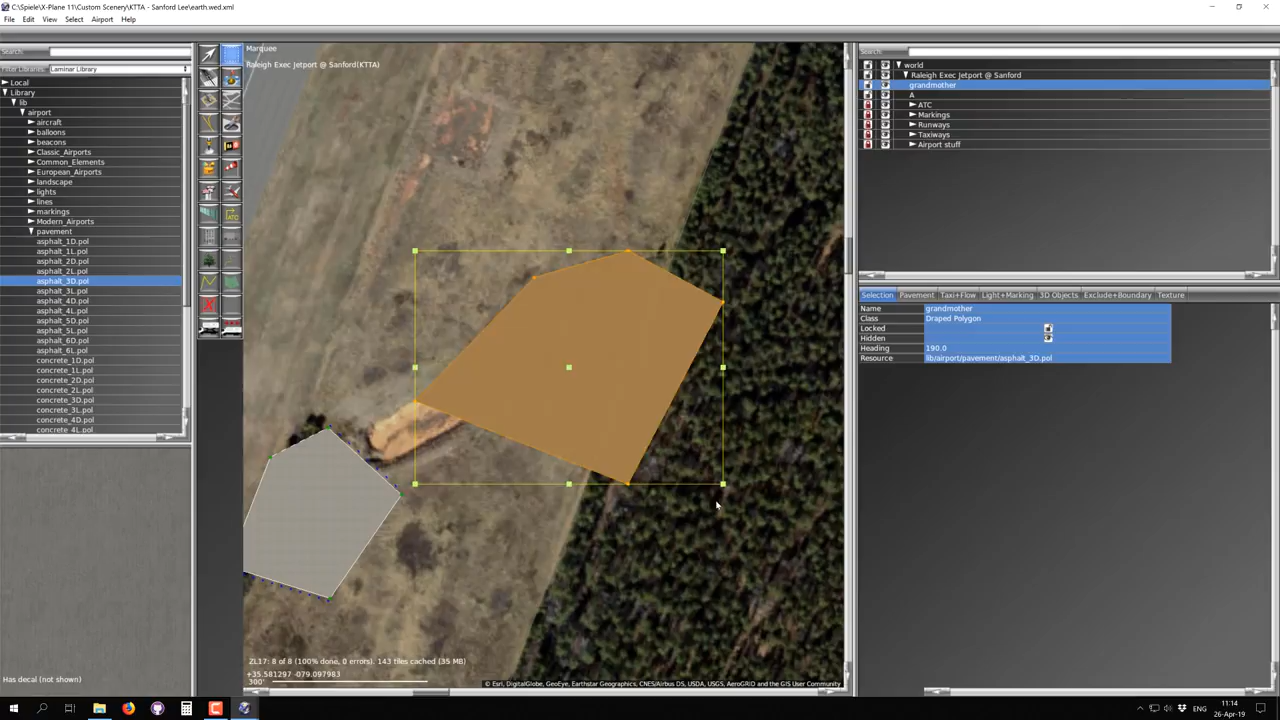 C:\Spiele\X-Plane 11\Custom Scenery\KTTA - Sanford Lee\earth.wed.xml
File Edit View Select Airport Help
Search:
Filter Libraries: Laminar Library
Local
Library
lib
airport
aircraft
balloons
beacons
Classic_Airports
Common_Elements
European_Airports
landscape
lights
lines
markings
Modern_Airports
pavement
asphalt_1D.pol
asphalt_1L.pol
asphalt_2D.pol
asphalt_2L.pol
asphalt_3D.pol
asphalt_3L.pol
asphalt_4D.pol
asphalt_4L.pol
asphalt_5D.pol
asphalt_5L.pol
asphalt_6D.pol
asphalt_6L.pol
concrete_1D.pol
concrete_1L.pol
concrete_2D.pol
concrete_2L.pol
concrete_3D.pol
concrete_3L.pol
concrete_4D.pol
concrete_4L.pol
Has decal (not shown)
ATC
Marquee
Raleigh Exec Jetport @ Sanford(KTTA)
ZL17: 8 of 8 (100% done, 0 errors). 143 tiles cached (35 MB)
+35.581297 -079.097983
300'
© Esri, DigitalGlobe, GeoEye, Earthstar Geographics, CNES/Airbus DS, USDA, USGS, AeroGRID and the GIS User Community
Search:
world
Raleigh Exec Jetport @ Sanford
grandmother
A
ATC
Markings
Runways
Taxiways
Airport stuff
Selection Pavement Taxi+Flow Light+Marking 3D Objects Exclude+Boundary Texture
Name grandmother
Class Draped Polygon
Locked
Hidden
Heading 190.0
Resource lib/airport/pavement/asphalt_3D.pol
ENG
11:14
26-Apr-19